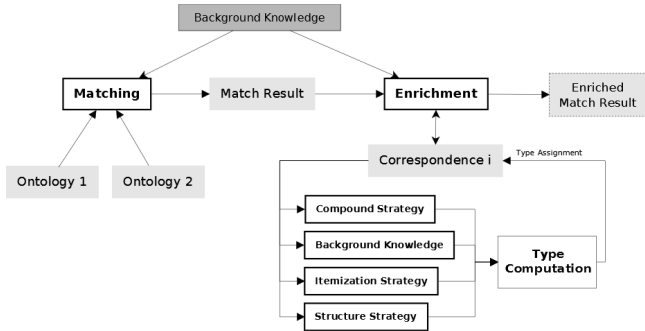 Background Knowledge
Matching
Match Result
Enrichment
Enriched
Match Result
Ontology 1
Ontology 2
Correspondence i
Type Assignment
Compound Strategy
Background Knowledge
Itemization Strategy
Structure Strategy
Type
Computation